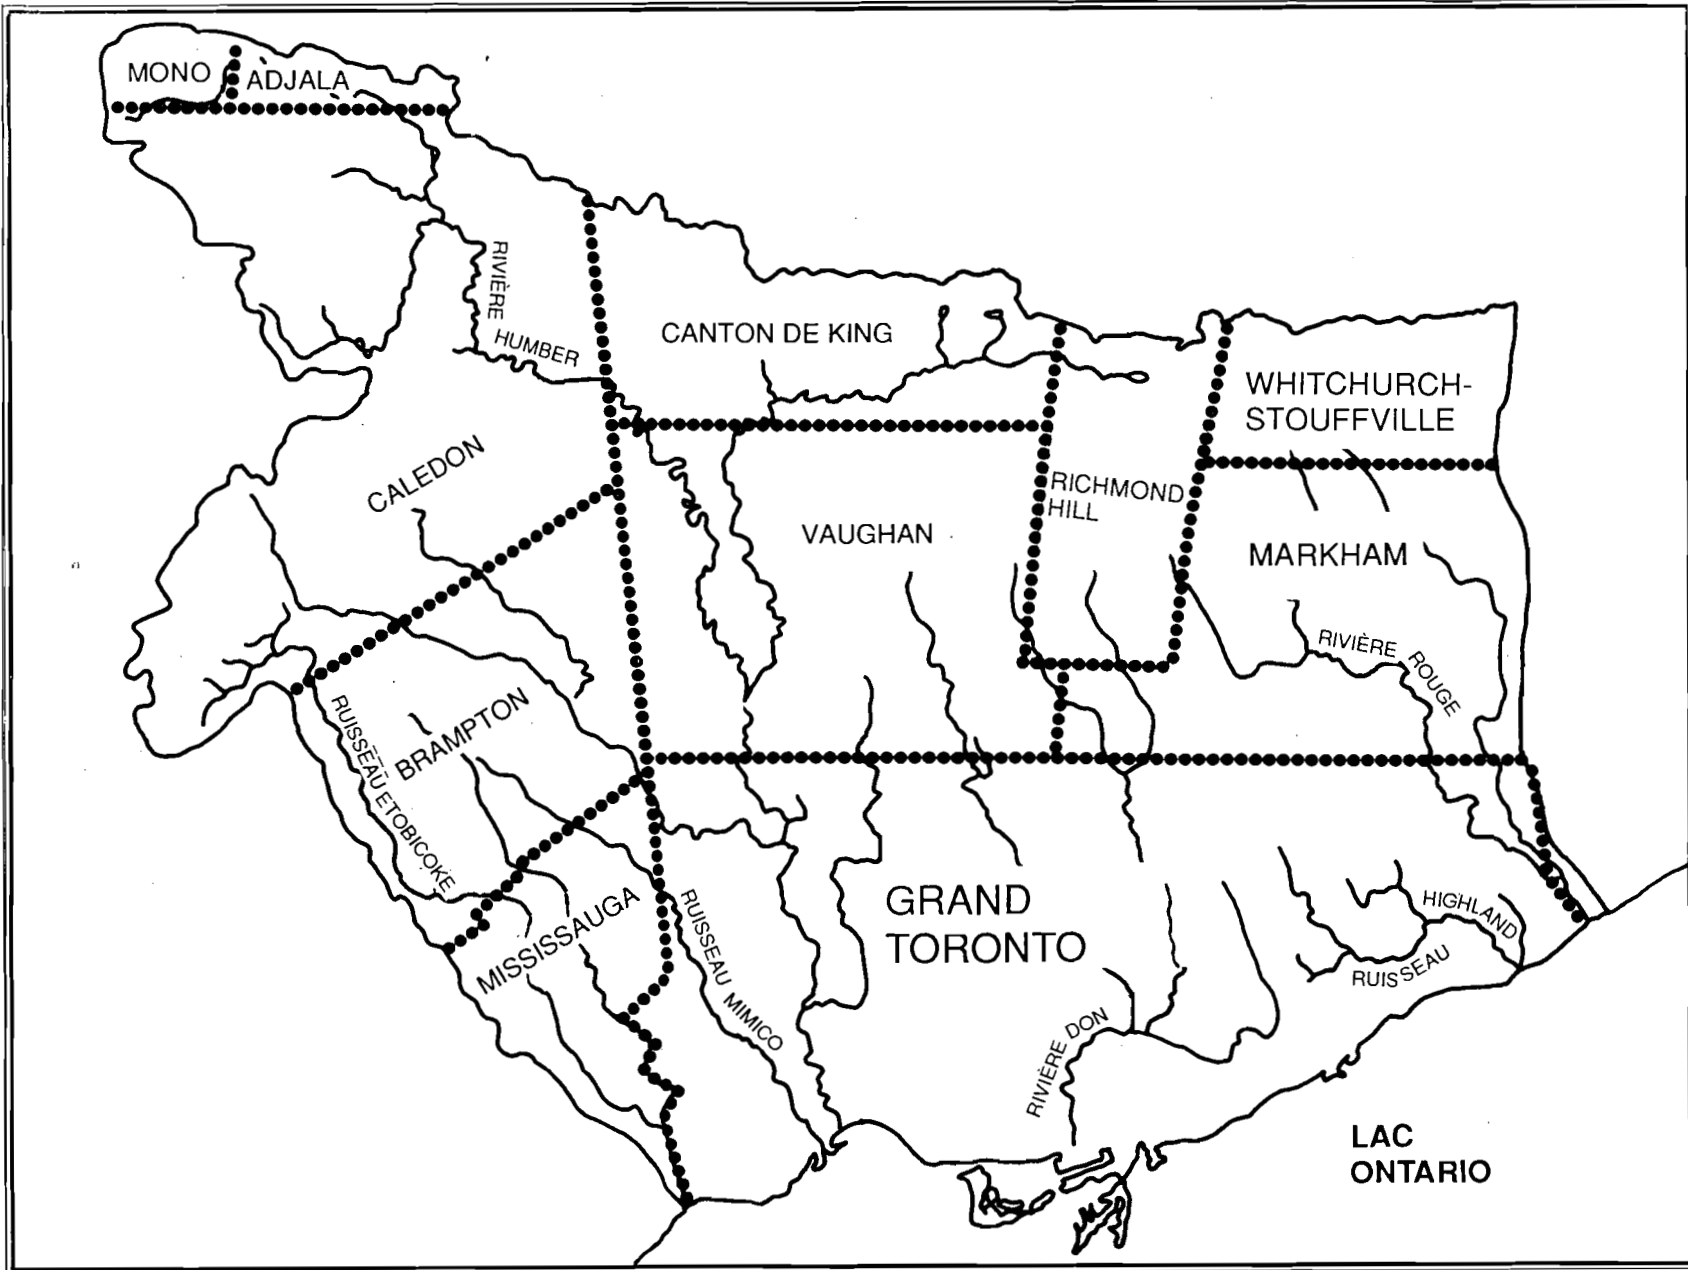 MONO
ADJALA
RIVIÈRE
HUMBER
CANTON DE KING
WHITCHURCH-
STOUFFVILLE
CALEDON
RICHMOND
HILL
VAUGHAN
MARKHAM
RIVIÈRE
ROUGE
RUISSEAU ETOBICOKE
BRAMPTON
MISSISSAUGA
RUISSEAU MIMICO
GRAND
TORONTO
HIGHLAND
RUISSEAU
RIVIÈRE DON
LAC
ONTARIO